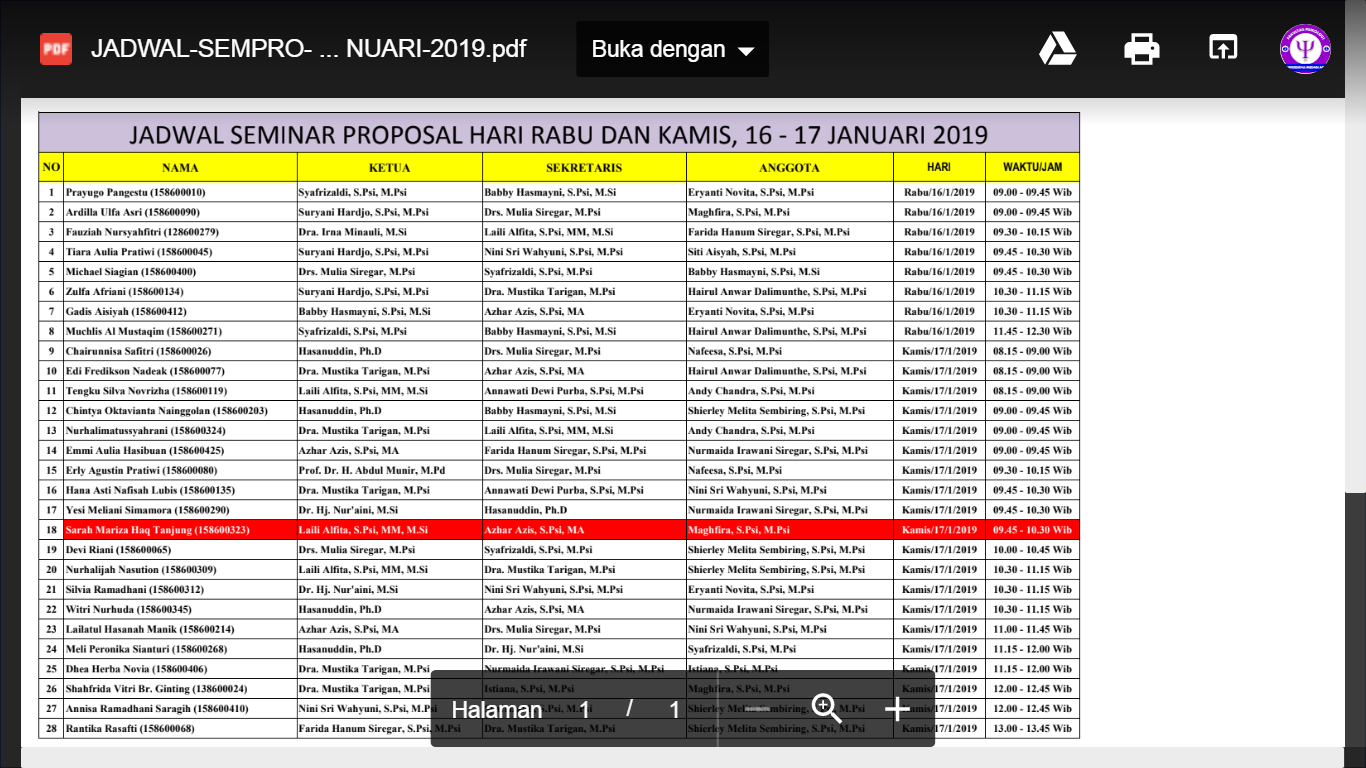 PDF JADWAL-SEMPRO- ... NUARI-2019.pdf Buka dengan
JADWAL SEMINAR PROPOSAL HARI RABU DAN KAMIS, 16 - 17 JANUARI 2019
NO NAMA KETUA SEKRETARIS ANGGOTA HARI WAKTU/JAM
1 Prayugo Pangestu (158600010) Syafrizaldi, S.Psi, M.Psi Babby Hasmayni, S.Psi, M.Si Eryanti Novita, S.Psi, M.Psi Rabu/16/1/2019 09.00 - 09.45 Wib
2 Ardilla Ulfa Asri (158600090) Suryani Hardjo, S.Psi, M.Psi Drs. Mulia Siregar, M.Psi Maghfira, S.Psi, M.Psi Rabu/16/1/2019 09.00 - 09.45 Wib
3 Fauziah Nursyahfitri (128600279) Dra. Irna Minauli, M.Si Laili Alfita, S.Psi, MM, M.Si Farida Hanum Siregar, S.Psi, M.Psi Rabu/16/1/2019 09.30 - 10.15 Wib
4 Tiara Aulia Pratiwi (158600045) Suryani Hardjo, S.Psi, M.Psi Nini Sri Wahyuni, S.Psi, M.Psi Siti Aisyah, S.Psi, M.Psi Rabu/16/1/2019 09.45 - 10.30 Wib
5 Michael Siagian (158600400) Drs. Mulia Siregar, M.Psi Syafrizaldi, S.Psi, M.Psi Babby Hasmayni, S.Psi, M.Si Rabu/16/1/2019 09.45 - 10.30 Wib
6 Zulfa Afriani (158600134) Suryani Hardjo, S.Psi, M.Psi Dra. Mustika Tarigan, M.Psi Hairul Anwar Dalimunthe, S.Psi, M.Psi Rabu/16/1/2019 10.30 - 11.15 Wib
7 Gadis Aisiyah (158600412) Babby Hasmayni, S.Psi, M.Si Azhar Azis, S.Psi, MA Eryanti Novita, S.Psi, M.Psi Rabu/16/1/2019 10.30 - 11.15 Wib
8 Muchlis Al Mustaqim (158600271) Syafrizaldi, S.Psi, M.Psi Babby Hasmayni, S.Psi, M.Si Hairul Anwar Dalimunthe, S.Psi, M.Psi Rabu/16/1/2019 11.45 - 12.30 Wib
9 Chairunnisa Safitri (158600026) Hasanuddin, Ph.D Drs. Mulia Siregar, M.Psi Nafeesa, S.Psi, M.Psi Kamis/17/1/2019 08.15 - 09.00 Wib
10 Edi Fredikson Nadeak (158600077) Dra. Mustika Tarigan, M.Psi Azhar Azis, S.Psi, MA Hairul Anwar Dalimunthe, S.Psi, M.Psi Kamis/17/1/2019 08.15 - 09.00 Wib
11 Tengku Silva Novrizha (158600119) Laili Alfita, S.Psi, MM, M.Si Annawati Dewi Purba, S.Psi, M.Psi Andy Chandra, S.Psi, M.Psi Kamis/17/1/2019 08.15 - 09.00 Wib
12 Chintya Oktavianta Nainggolan (158600203) Hasanuddin, Ph.D Babby Hasmayni, S.Psi, M.Si Shierley Melita Sembiring, S.Psi, M.Psi Kamis/17/1/2019 09.00 - 09.45 Wib
13 Nurhalimatussyahrani (158600324) Dra. Mustika Tarigan, M.Psi Laili Alfita, S.Psi, MM, M.Si Andy Chandra, S.Psi, M.Psi Kamis/17/1/2019 09.00 - 09.45 Wib
14 Emmi Aulia Hasibuan (158600425) Azhar Azis, S.Psi, MA Farida Hanum Siregar, S.Psi, M.Psi Nurmaida Irawani Siregar, S.Psi, M.Psi Kamis/17/1/2019 09.00 - 09.45 Wib
15 Erly Agustin Pratiwi (158600080) Prof. Dr. H. Abdul Munir, M.Pd Drs. Mulia Siregar, M.Psi Nafeesa, S.Psi, M.Psi Kamis/17/1/2019 09.30 - 10.15 Wib
16 Hana Asti Nafisah Lubis (158600135) Dra. Mustika Tarigan, M.Psi Annawati Dewi Purba, S.Psi, M.Psi Nini Sri Wahyuni, S.Psi, M.Psi Kamis/17/1/2019 09.45 - 10.30 Wib
17 Yesi Meliani Simamora (158600290) Dr. Hj. Nur'aini, M.Si Hasanuddin, Ph.D Nurmaida Irawani Siregar, S.Psi, M.Psi Kamis/17/1/2019 09.45 - 10.30 Wib
18 Sarah Mariza Haq Tanjung (158600323) Laili Alfita, S.Psi, MM, M.Si Azhar Azis, S.Psi, MA Maghfira, S.Psi, M.Psi Kamis/17/1/2019 09.45 - 10.30 Wib
19 Devi Riani (158600065) Drs. Mulia Siregar, M.Psi Syafrizaldi, S.Psi, M.Psi Shierley Melita Sembiring, S.Psi, M.Psi Kamis/17/1/2019 10.00 - 10.45 Wib
20 Nurhalijah Nasution (158600309) Laili Alfita, S.Psi, MM, M.Si Dra. Mustika Tarigan, M.Psi Shierley Melita Sembiring, S.Psi, M.Psi Kamis/17/1/2019 10.30 - 11.15 Wib
21 Silvia Ramadhani (158600312) Dr. Hj. Nur'aini, M.Si Nini Sri Wahyuni, S.Psi, M.Psi Eryanti Novita, S.Psi, M.Psi Kamis/17/1/2019 10.30 - 11.15 Wib
22 Witri Nurhuda (158600345) Hasanuddin, Ph.D Azhar Azis, S.Psi, MA Nurmaida Irawani Siregar, S.Psi, M.Psi Kamis/17/1/2019 10.30 - 11.15 Wib
23 Lailatul Hasanah Manik (158600214) Azhar Azis, S.Psi, MA Drs. Mulia Siregar, M.Psi Nini Sri Wahyuni, S.Psi, M.Psi Kamis/17/1/2019 11.00 - 11.45 Wib
24 Meli Peronika Sianturi (158600268) Hasanuddin, Ph.D Dr. Hj. Nur'aini, M.Si Syafrizaldi, S.Psi, M.Psi Kamis/17/1/2019 11.15 - 12.00 Wib
25 Dhea Herba Novia (158600406) Dra. Mustika Tarigan, M.Psi Nurmaida Irawani Siregar, S.Psi, M.Psi Istiana, S.Psi, M.Psi Kamis/17/1/2019 11.15 - 12.00 Wib
26 Shahfrida Vitri Br. Ginting (138600024) Dra. Mustika Tarigan, M.Psi Istiana, S.Psi, M.Psi Maghfira, S.Psi, M.Psi Kamis/17/1/2019 12.00 - 12.45 Wib
27 Annisa Ramadhani Saragih (158600410) Nini Sri Wahyuni, S.Psi, M.Psi S.Psi, M.Psi Shierley Melita Sembiring, S.Psi, M.Psi Kamis/17/1/2019 12.00 - 12.45 Wib
28 Rantika Rasafti (158600068) Farida Hanum Siregar, S.Psi, M.Psi Dra. Mustika Tarigan, M.Psi Shierley Melita Sembiring, S.Psi, M.Psi Kamis/17/1/2019 13.00 - 13.45 Wib
Halaman 1 / 1